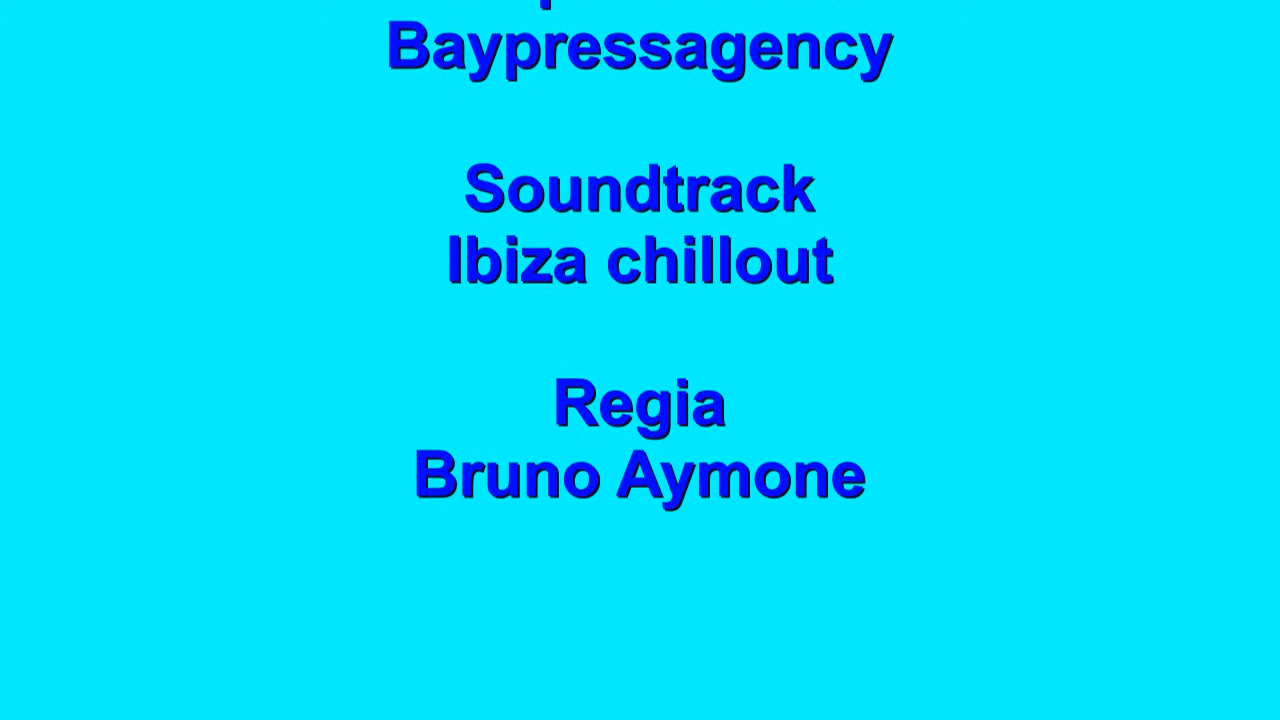 Baypressagency
Soundtrack
Ibiza chillout
Regia
Bruno Aymone